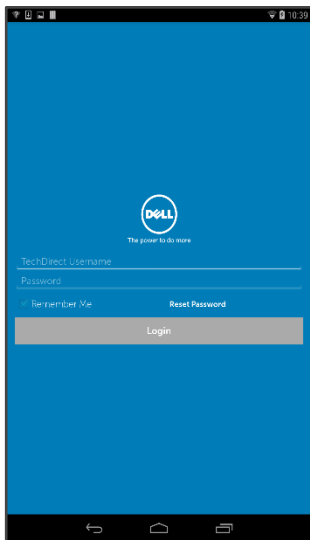 10:39
DELL
The power to do more
TechDirect Username
Password
Remember Me
Reset Password
Login